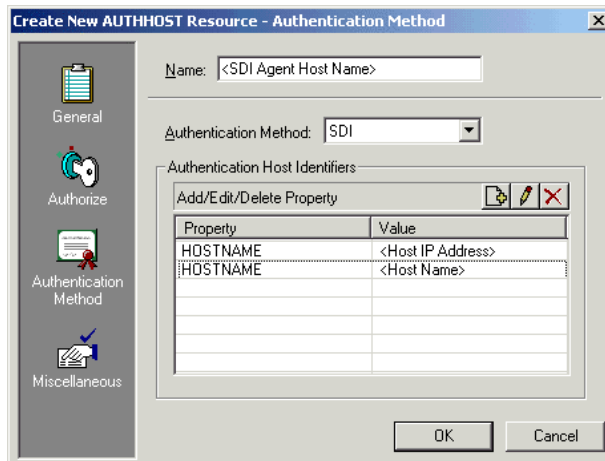 Create New AUTHHOST Resource - Authentication Method
Name: <SDI Agent Host Name>
General
Authentication Method: SDI
Authentication Host Identifiers
Authorize
Add/Edit/Delete Property
Property Value
HOSTNAME <Host IP Address>
HOSTNAME <Host Name>
Authentication
Method
Miscellaneous
OK Cancel